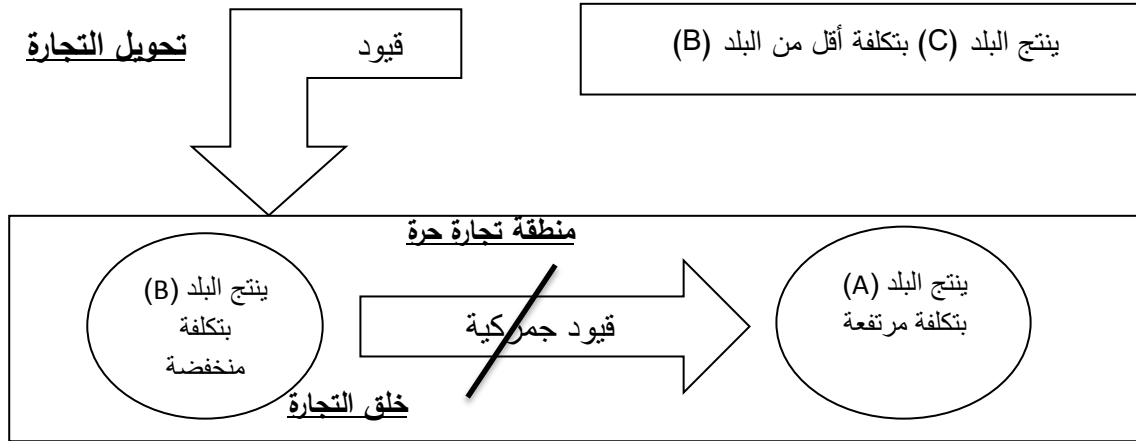 ينتج البلد (C) بتكلفة أقل من البلد (B)
قيود
تحويل التجارة
منطقة تجارة حرة
ينتج البلد (A)
بتكلفة مرتفعة
قيود جمركية
ينتج البلد (B)
بتكلفة
منخفضة
خلق التجارة